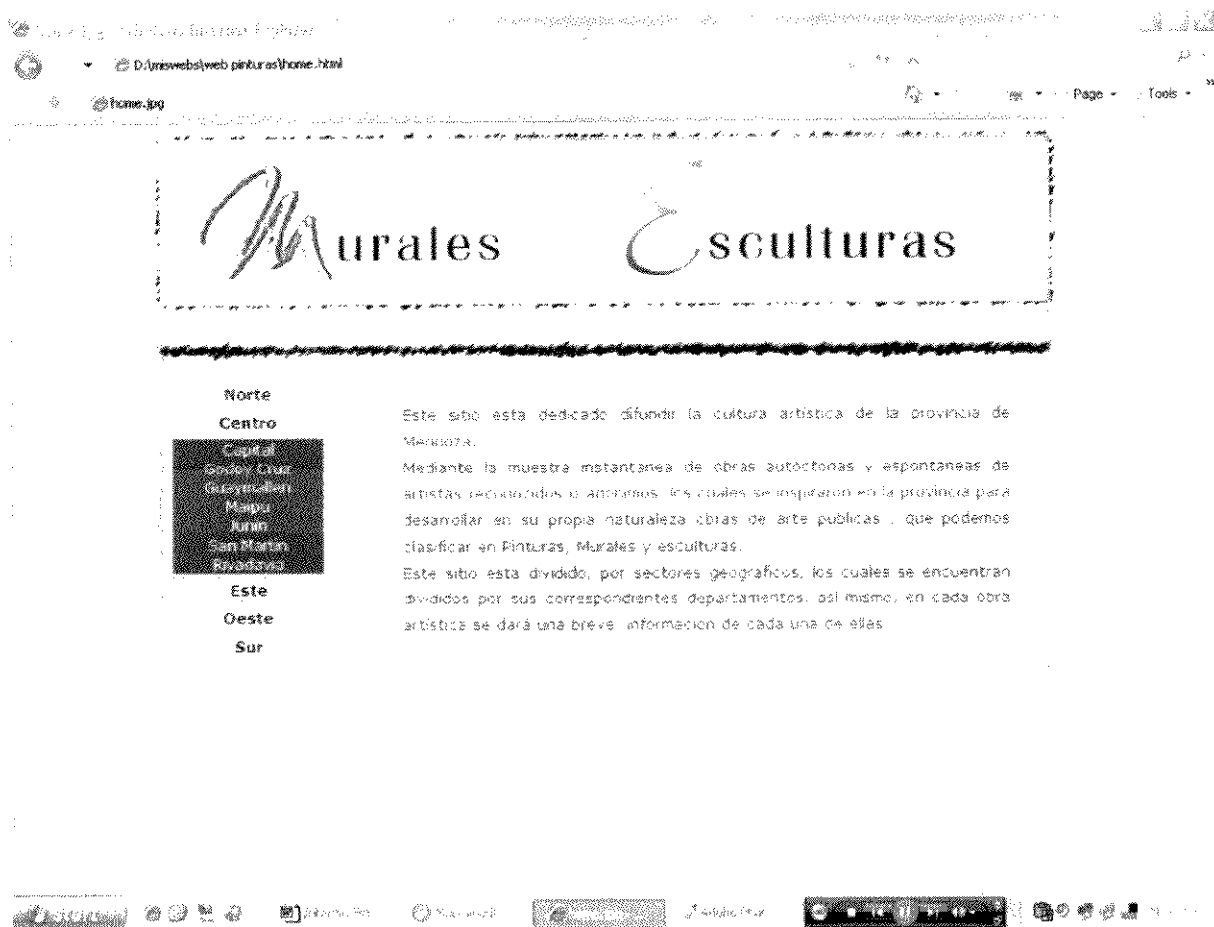 D:\miswebs\web pinturas\home.html
home.jpg
Page
Tools
Murales Esculturas
Norte
Centro
Capital
Godoy Cruz
Guaymallen
Maipu
Junin
San Martin
Rivadavia
Este
Oeste
Sur
Este sitio esta dedicado difundir la cultura artistica de la provincia de
Mendoza.
Mediante la muestra instantanea de obras autoctonas y espontaneas de
artistas reconocidos o anonimos, los cuales se inspiraron en la provincia para
desarrollar en su propia naturaleza obras de arte publicas , que podemos
clasificar en Pinturas, Murales y esculturas.
Este sitio esta dividido, por sectores geograficos, los cuales se encuentran
divididos por sus correspondientes departamentos, asi mismo, en cada obra
artistica se dará una breve informacion de cada una de ellas